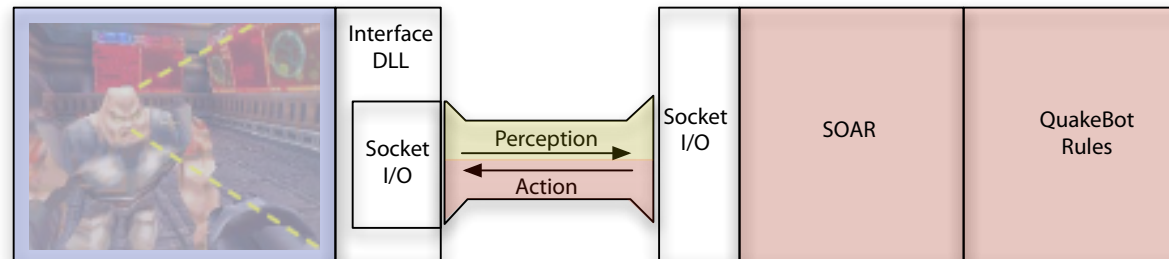 Interface
DLL
Socket
I/O
Perception
Action
Socket
I/O
SOAR
QuakeBot
Rules